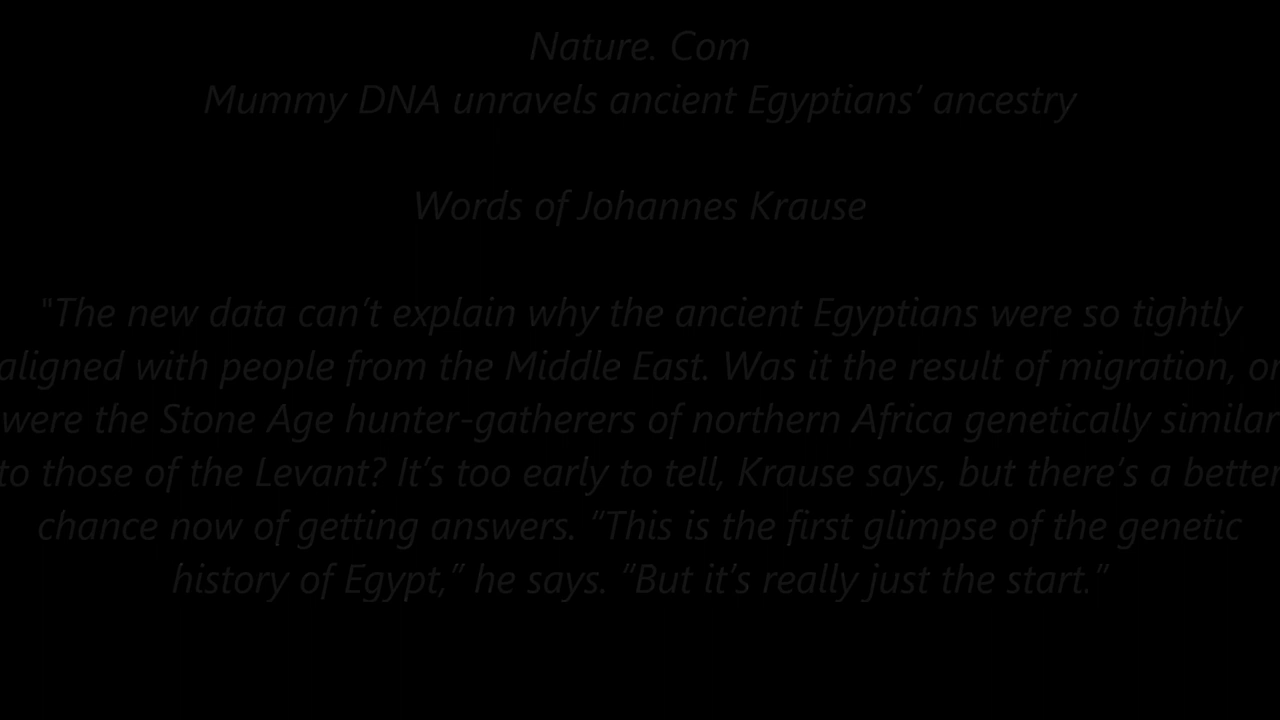 Nature. Com
Mummy DNA unravels ancient Egyptians’ ancestry
Words of Johannes Krause
"The new data can’t explain why the ancient Egyptians were so tightly
aligned with people from the Middle East. Was it the result of migration, or
were the Stone Age hunter-gatherers of northern Africa genetically similar
to those of the Levant? It’s too early to tell, Krause says, but there’s a better
chance now of getting answers. “This is the first glimpse of the genetic
history of Egypt,” he says. “But it’s really just the start.”